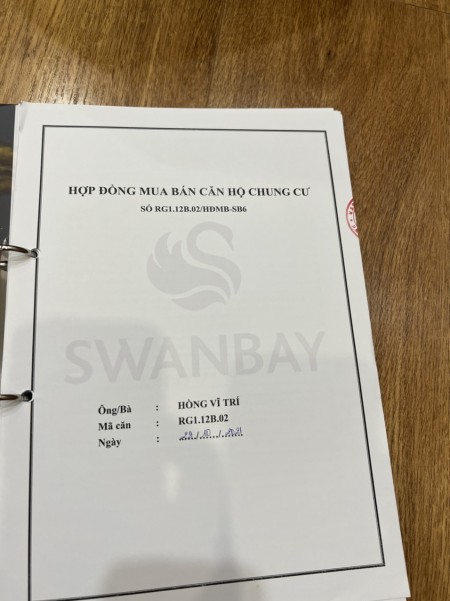 HỢP ĐỒNG MUA BÁN CĂN HỘ CHUNG CƯ
SỐ RG1.12B.02/HĐMB-SB6
SWANBAY
Ông/Bà : HỒNG VĨ TRÍ
Mã căn : RG1.12B.02
Ngày :